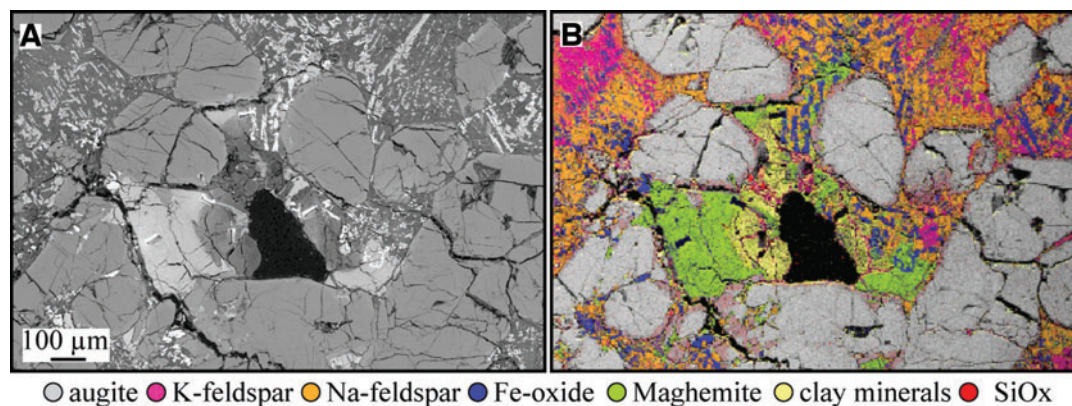 A
B
100 μm
augite K-feldspar Na-feldspar Fe-oxide Maghemite clay minerals SiOx